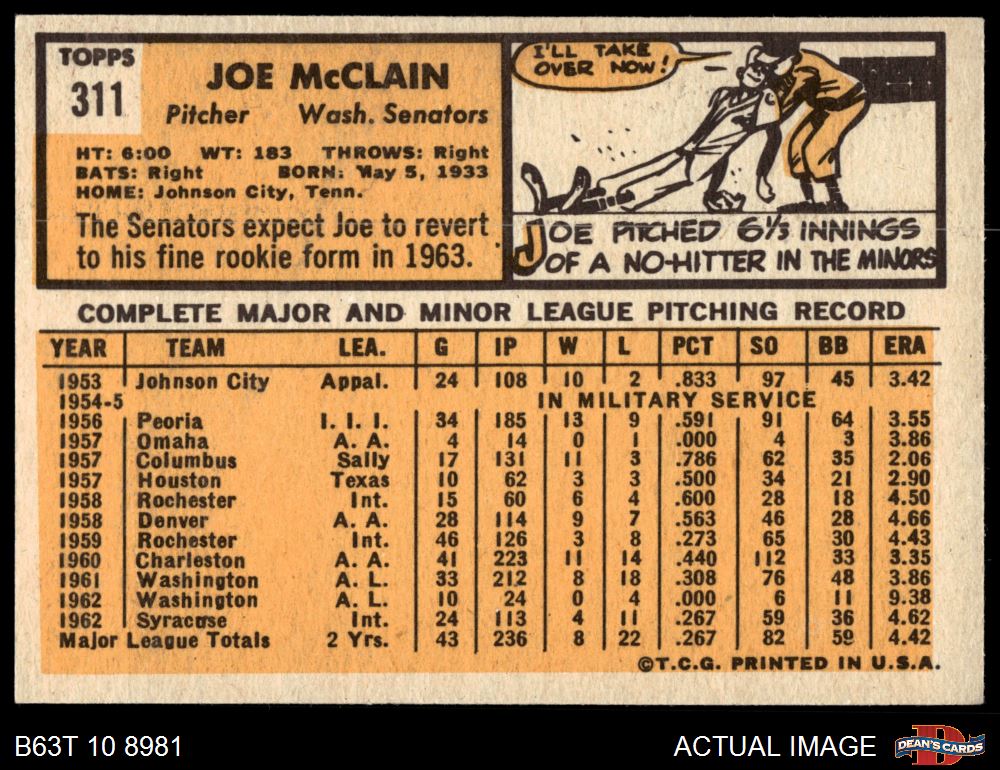 TOPPS
311
JOE McCLAIN
Pitcher Wash. Senators
HT: 6:00 WT: 183 THROWS: Right
BATS: Right BORN: May 5, 1933
HOME: Johnson City, Tenn.
The Senators expect Joe to revert
to his fine rookie form in 1963.
I'LL TAKE
OVER NOW!
JOE PITCHED 6 1/3 INNINGS
OF A NO-HITTER IN THE MINORS
COMPLETE MAJOR AND MINOR LEAGUE PITCHING RECORD
YEAR TEAM LEA. G IP W L PCT SO BB ERA
1953 Johnson City Appal. 24 108 10 2 .833 97 45 3.42
1954-5 IN MILITARY SERVICE
1956 Peoria I. I. I. 34 185 13 9 .591 91 64 3.55
1957 Omaha A. A. 4 14 0 1 .000 4 3 3.86
1957 Columbus Sally 17 131 11 3 .786 62 35 2.06
1957 Houston Texas 10 62 3 3 .500 34 21 2.90
1958 Rochester Int. 15 60 6 4 .600 28 18 4.50
1958 Denver A. A. 28 114 9 7 .563 46 28 4.66
1959 Rochester Int. 46 126 3 8 .273 65 30 4.43
1960 Charleston A. A. 41 223 11 14 .440 112 33 3.35
1961 Washington A. L. 33 212 8 18 .308 76 48 3.86
1962 Washington A. L. 10 24 0 4 .000 6 11 9.38
1962 Syracuse Int. 24 113 4 11 .267 59 36 4.62
Major League Totals 2 Yrs. 43 236 8 22 .267 82 59 4.42
©T.C.G. PRINTED IN U.S.A.
B63T 10 8981 ACTUAL IMAGE
D
DEAN'S CARDS